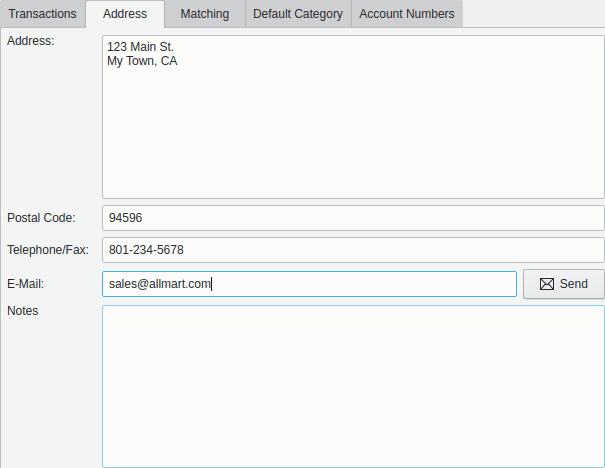 Transactions Address Matching Default Category Account Numbers
Address: 123 Main St.
My Town, CA
Postal Code: 94596
Telephone/Fax: 801-234-5678
E-Mail: sales@allmart.com Send
Notes